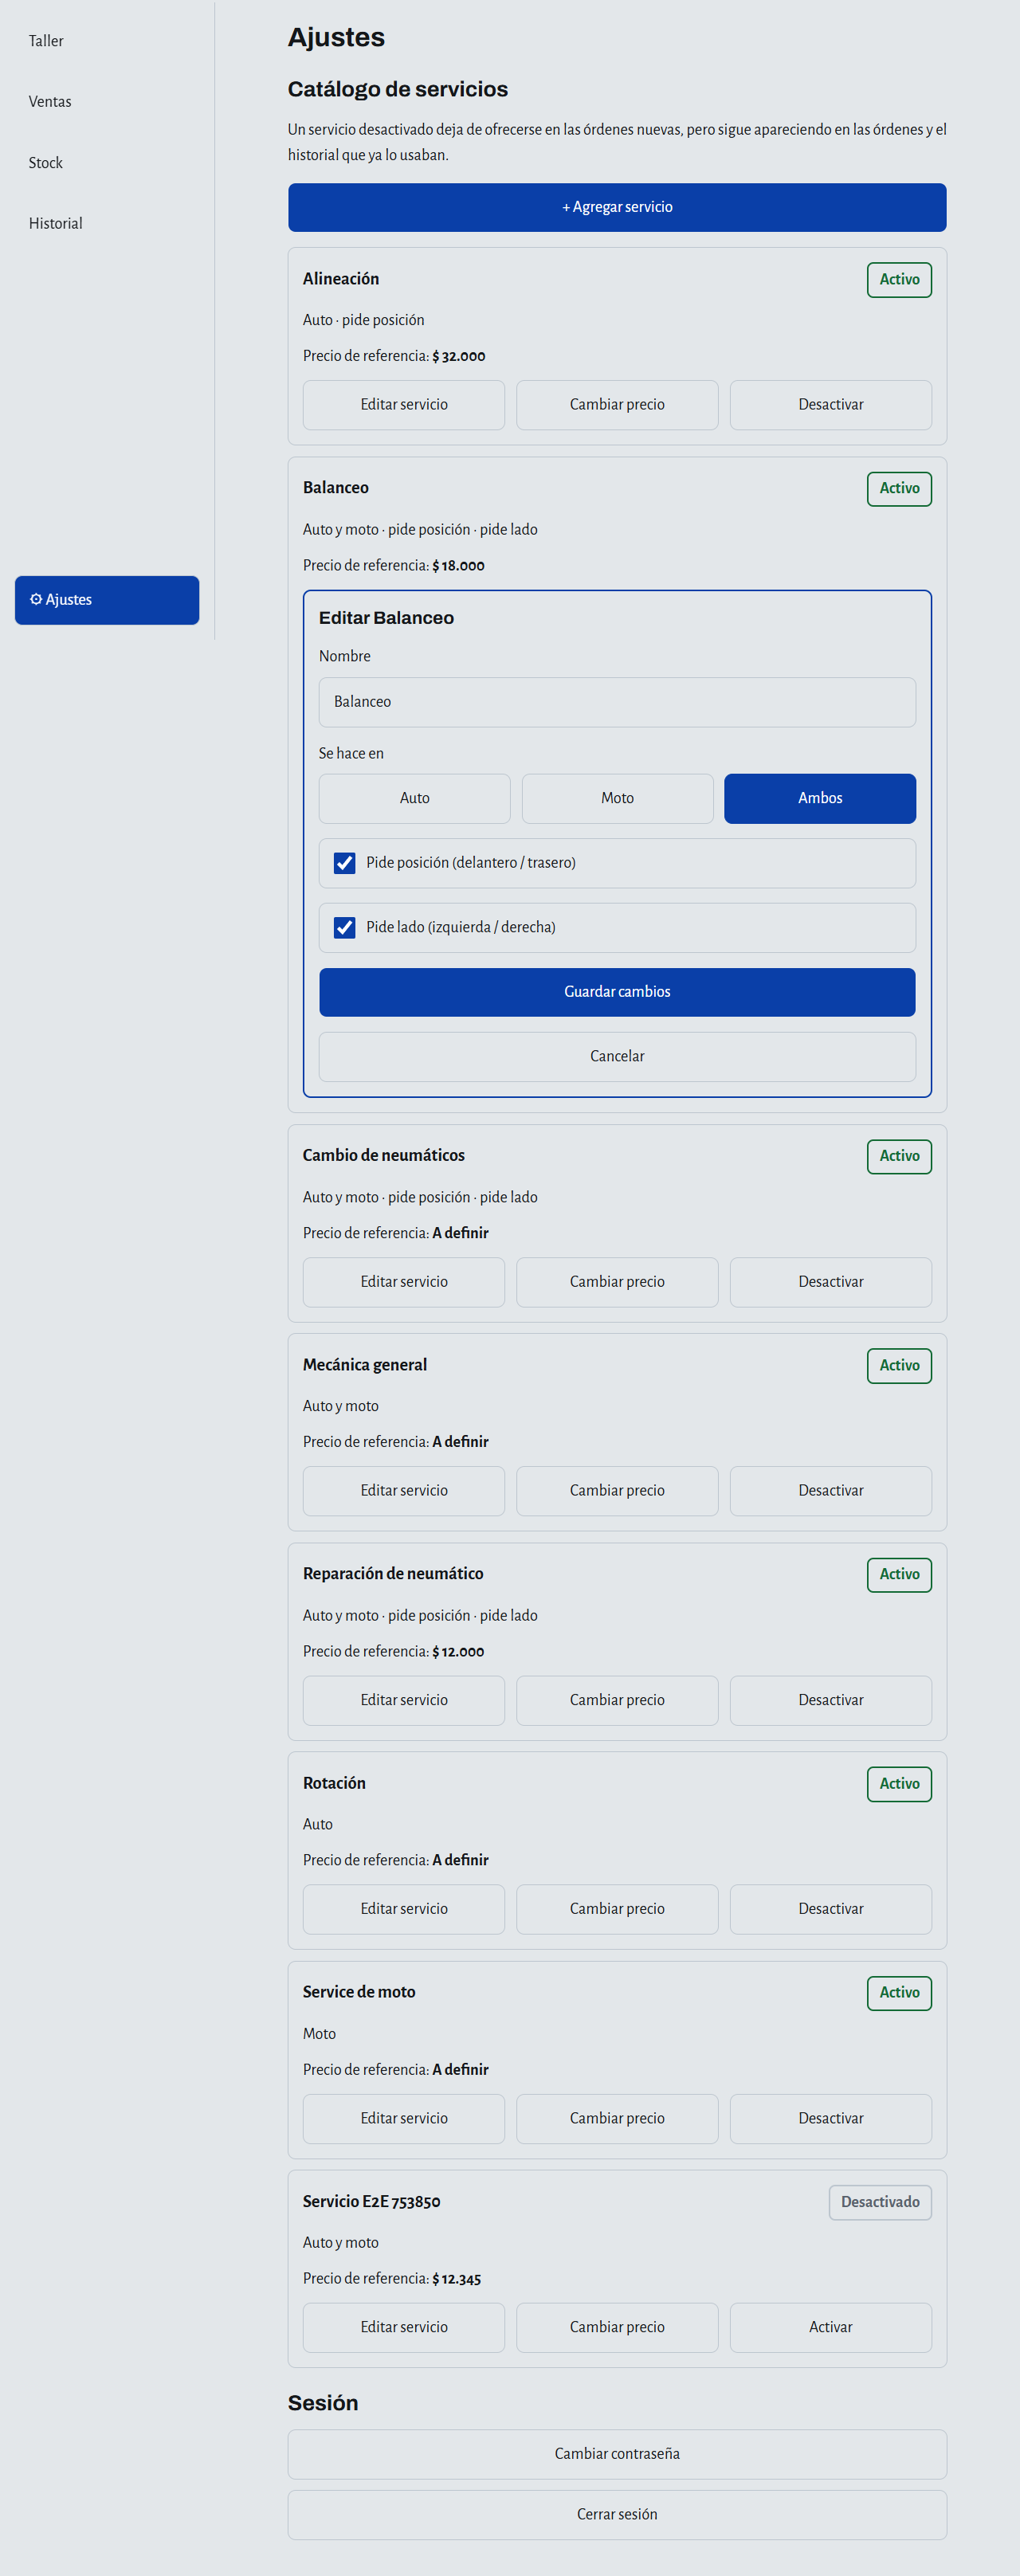 Taller
Ventas
Stock
Historial
⚙ Ajustes
Ajustes
Catálogo de servicios
Un servicio desactivado deja de ofrecerse en las órdenes nuevas, pero sigue apareciendo en las órdenes y el
historial que ya lo usaban.
+ Agregar servicio
Alineación
Activo
Auto · pide posición
Precio de referencia: $ 32.000
Editar servicio
Cambiar precio
Desactivar
Balanceo
Activo
Auto y moto · pide posición · pide lado
Precio de referencia: $ 18.000
Editar Balanceo
Nombre
Balanceo
Se hace en
Auto
Moto
Ambos
Pide posición (delantero / trasero)
Pide lado (izquierda / derecha)
Guardar cambios
Cancelar
Cambio de neumáticos
Activo
Auto y moto · pide posición · pide lado
Precio de referencia: A definir
Editar servicio
Cambiar precio
Desactivar
Mecánica general
Activo
Auto y moto
Precio de referencia: A definir
Editar servicio
Cambiar precio
Desactivar
Reparación de neumático
Activo
Auto y moto · pide posición · pide lado
Precio de referencia: $ 12.000
Editar servicio
Cambiar precio
Desactivar
Rotación
Activo
Auto
Precio de referencia: A definir
Editar servicio
Cambiar precio
Desactivar
Service de moto
Activo
Moto
Precio de referencia: A definir
Editar servicio
Cambiar precio
Desactivar
Servicio E2E 753850
Desactivado
Auto y moto
Precio de referencia: $ 12.345
Editar servicio
Cambiar precio
Activar
Sesión
Cambiar contraseña
Cerrar sesión